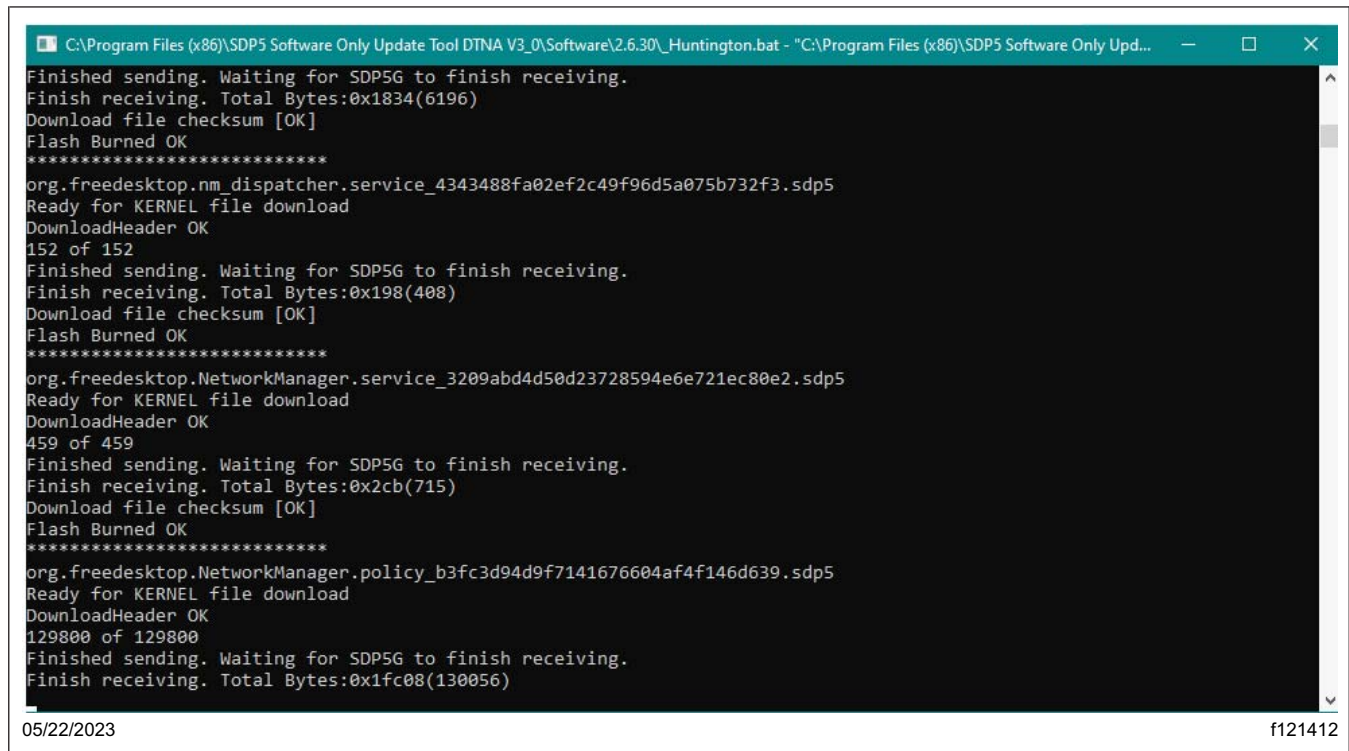 C:\Program Files (x86)\SDP5 Software Only Update Tool DTNA V3_0\Software\2.6.30\_Huntington.bat - "C:\Program Files (x86)\SDP5 Software Only Upd...
Finished sending. Waiting for SDP5G to finish receiving.
Finish receiving. Total Bytes:0x1834(6196)
Download file checksum [OK]
Flash Burned OK
****************************
org.freedesktop.nm_dispatcher.service_4343488fa02ef2c49f96d5a075b732f3.sdp5
Ready for KERNEL file download
DownloadHeader OK
152 of 152
Finished sending. Waiting for SDP5G to finish receiving.
Finish receiving. Total Bytes:0x198(408)
Download file checksum [OK]
Flash Burned OK
****************************
org.freedesktop.NetworkManager.service_3209abd4d50d23728594e6e721ec80e2.sdp5
Ready for KERNEL file download
DownloadHeader OK
459 of 459
Finished sending. Waiting for SDP5G to finish receiving.
Finish receiving. Total Bytes:0x2cb(715)
Download file checksum [OK]
Flash Burned OK
****************************
org.freedesktop.NetworkManager.policy_b3fc3d94d9f7141676604af4f146d639.sdp5
Ready for KERNEL file download
DownloadHeader OK
129800 of 129800
Finished sending. Waiting for SDP5G to finish receiving.
Finish receiving. Total Bytes:0x1fc08(130056)
05/22/2023
f121412